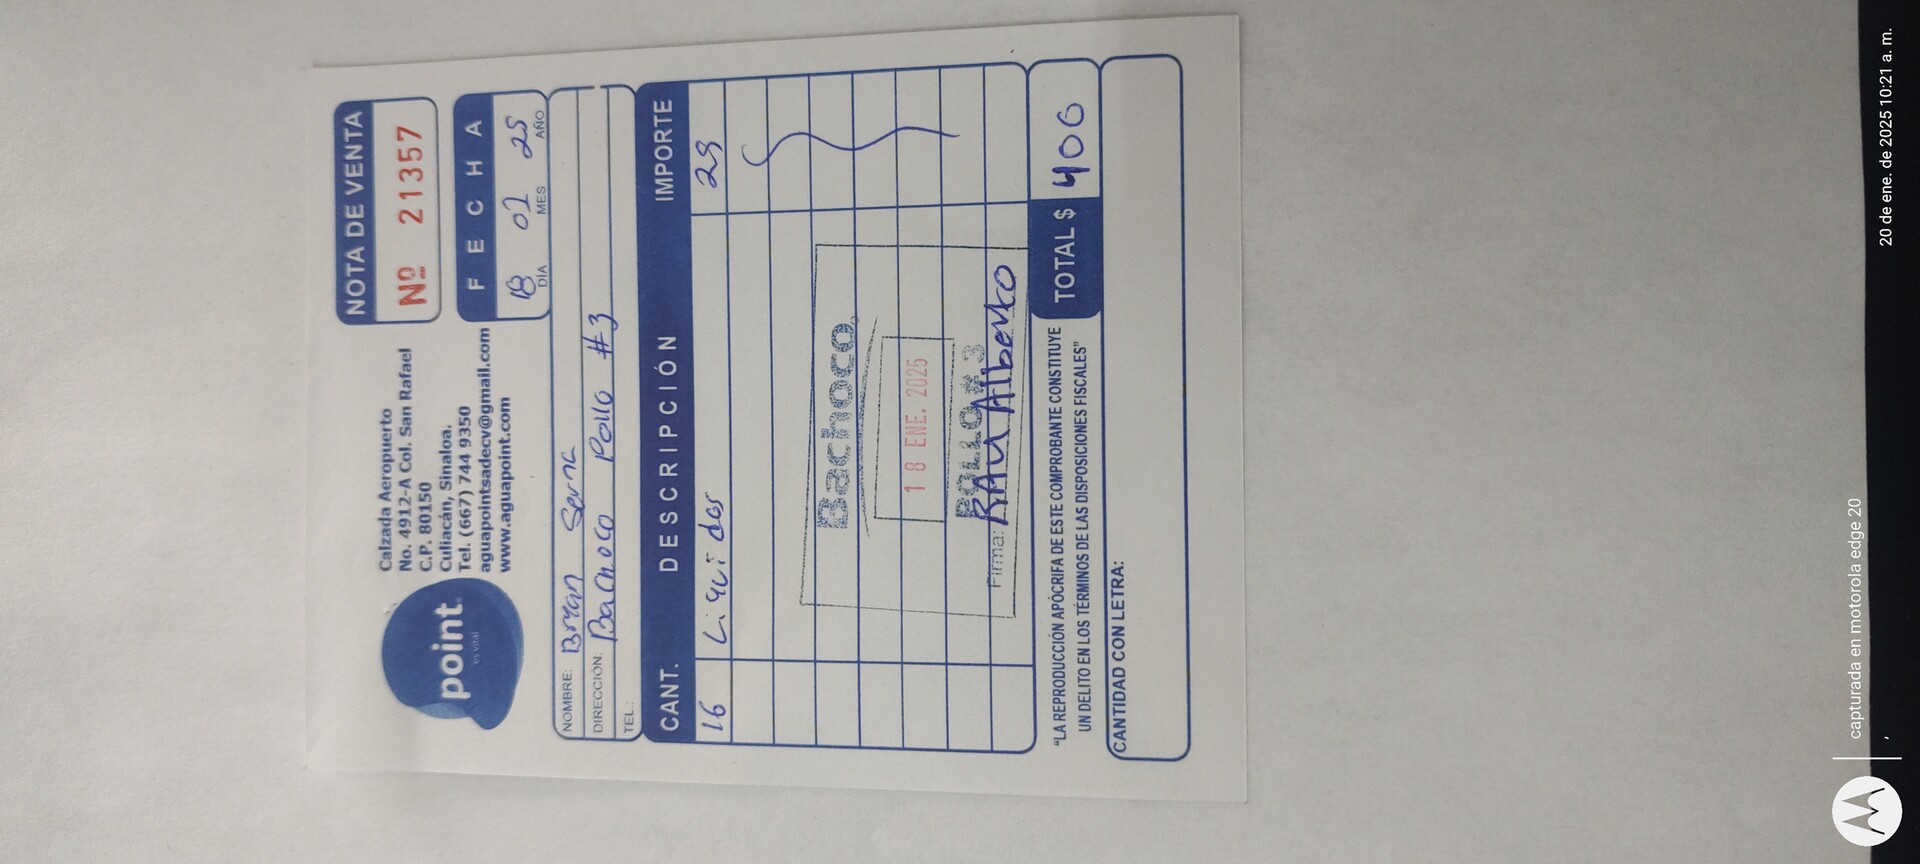 point
es vital
Calzada Aeropuerto
No. 4912-A Col. San Rafael
C.P. 80150
Culiacán, Sinaloa.
Tel. (667) 744 9350
aguapointsadecv@gmail.com
www.aguapoint.com
NOTA DE VENTA
Nº 21357
FECHA
18 01 25
DÍA MES AÑO
NOMBRE: Bryan Serna
DIRECCIÓN: Bachoco Pollo #3
TEL.:
CANT. DESCRIPCIÓN IMPORTE
16 Liquidos
Bachoco
18 ENE. 2025
POLLO # 3
Firma: RAU Alberto
"LA REPRODUCCIÓN APÓCRIFA DE ESTE COMPROBANTE CONSTITUYE
UN DELITO EN LOS TÉRMINOS DE LAS DISPOSICIONES FISCALES"
TOTAL $ 400
CANTIDAD CON LETRA:
capturada en motorola edge 20
20 de ene. de 2025 10:21 a. m.